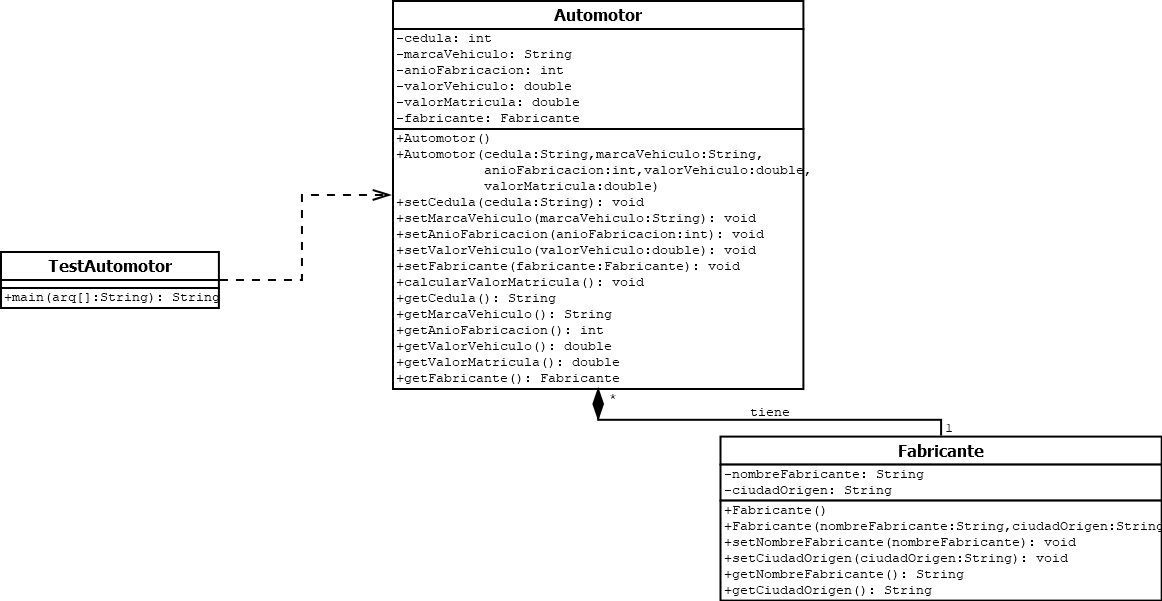 Automotor
-cedula: int
-marcaVehiculo: String
-anioFabricacion: int
-valorVehiculo: double
-valorMatricula: double
-fabricante: Fabricante
+Automotor()
+Automotor(cedula:String,marcaVehiculo:String,
anioFabricacion:int,valorVehiculo:double,
valorMatricula:double)
+setCedula(cedula:String): void
+setMarcaVehiculo(marcaVehiculo:String): void
+setAnioFabricacion(anioFabricacion:int): void
+setValorVehiculo(valorVehiculo:double): void
+setFabricante(fabricante:Fabricante): void
+calcularValorMatricula(): void
+getCedula(): String
+getMarcaVehiculo(): String
+getAnioFabricacion(): int
+getValorVehiculo(): double
+getValorMatricula(): double
+getFabricante(): Fabricante
TestAutomotor
+main(arq[]:String): String
*
tiene
1
Fabricante
-nombreFabricante: String
-ciudadOrigen: String
+Fabricante()
+Fabricante(nombreFabricante:String,ciudadOrigen:String
+setNombreFabricante(nombreFabricante): void
+setCiudadOrigen(ciudadOrigen:String): void
+getNombreFabricante(): String
+getCiudadOrigen(): String